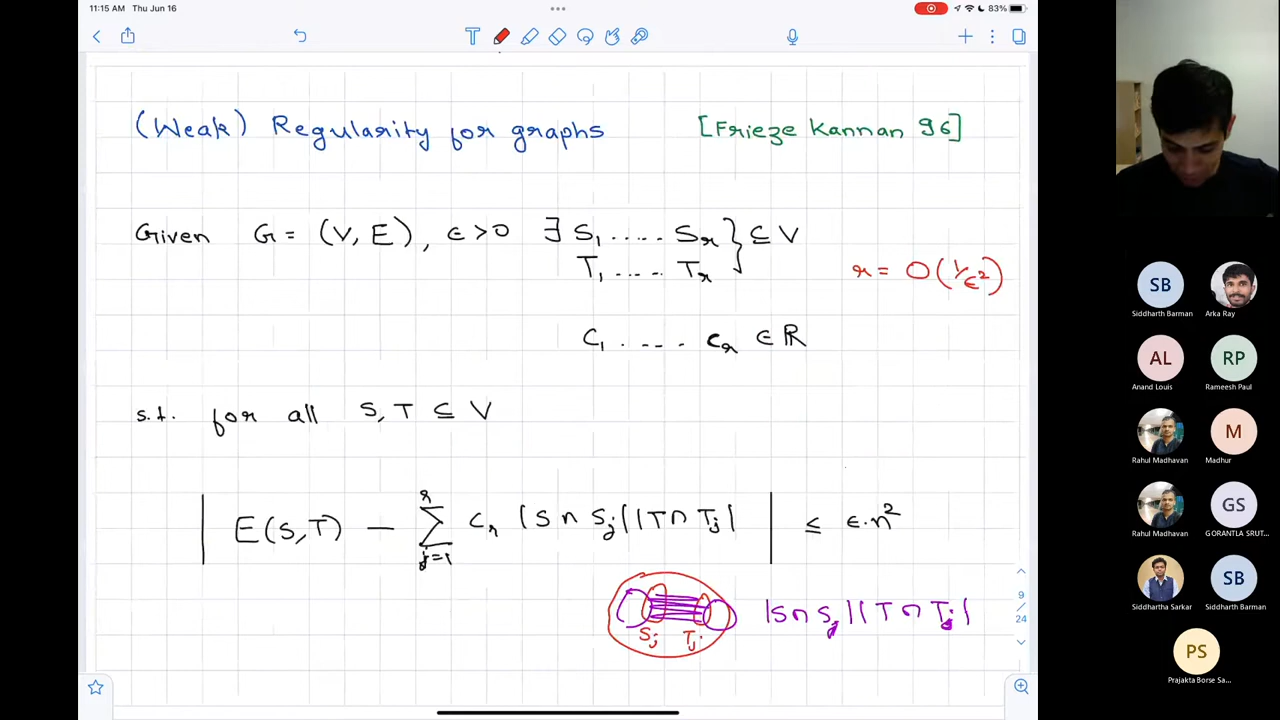 11:15 AM Thu Jun 16
83%
(Weak) Regularity for graphs [Frieze Kannan 96]
Given G = (V, E), ϵ>0 ∃ S₁ ..... Sᵣ } ⊆ V
T₁ ..... Tᵣ
r = O(1/ϵ²)
C₁ ..... cᵣ ∈ ℝ
s.t. for all S, T ⊆ V
| E(S,T) − ∑ⱼ₌₁ʳ cᵣ |S∩Sⱼ||T∩Tⱼ| | ≤ ϵ·n²
Sⱼ Tⱼ |S∩Sⱼ||T∩Tⱼ|
9
/
24
SB
Siddharth Barman
Arka Ray
AL
Anand Louis
RP
Rameesh Paul
Rahul Madhavan
M
Madhur
Rahul Madhavan
GS
GORANTLA SRUT...
Siddhartha Sarkar
SB
Siddharth Barman
PS
Prajakta Borse Sa...